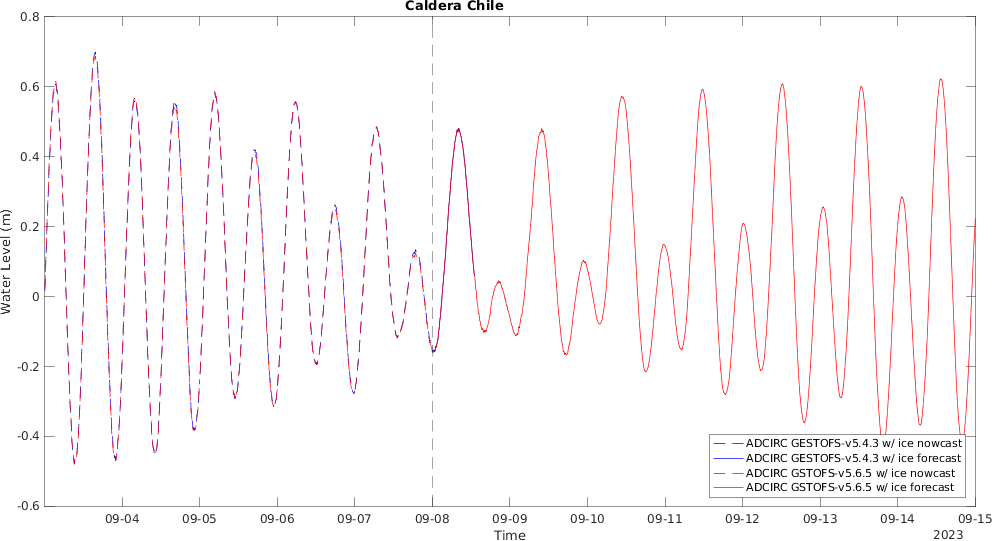 Caldera Chile
0.8
0.6
0.4
0.2
0
-0.2
-0.4
-0.6
Water Level (m)
ADCIRC GESTOFS-v5.4.3 w/ ice nowcast
ADCIRC GESTOFS-v5.4.3 w/ ice forecast
ADCIRC GSTOFS-v5.6.5 w/ ice nowcast
ADCIRC GSTOFS-v5.6.5 w/ ice forecast
09-04 09-05 09-06 09-07 09-08 09-09 09-10 09-11 09-12 09-13 09-14 09-15
Time 2023